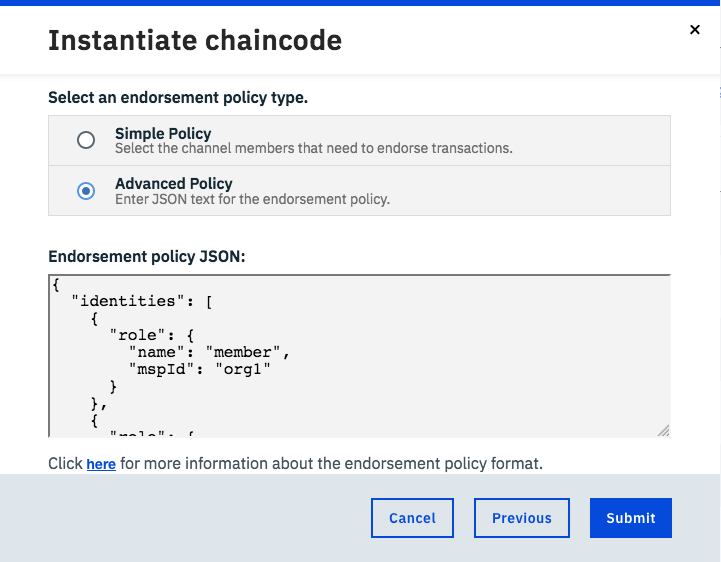 Instantiate chaincode
Select an endorsement policy type.
Simple Policy
Select the channel members that need to endorse transactions.
Advanced Policy
Enter JSON text for the endorsement policy.
Endorsement policy JSON:
{
"identities": [
{
"role": {
"name": "member",
"mspId": "org1"
}
},
{
"role": {
Click here for more information about the endorsement policy format.
Cancel
Previous
Submit